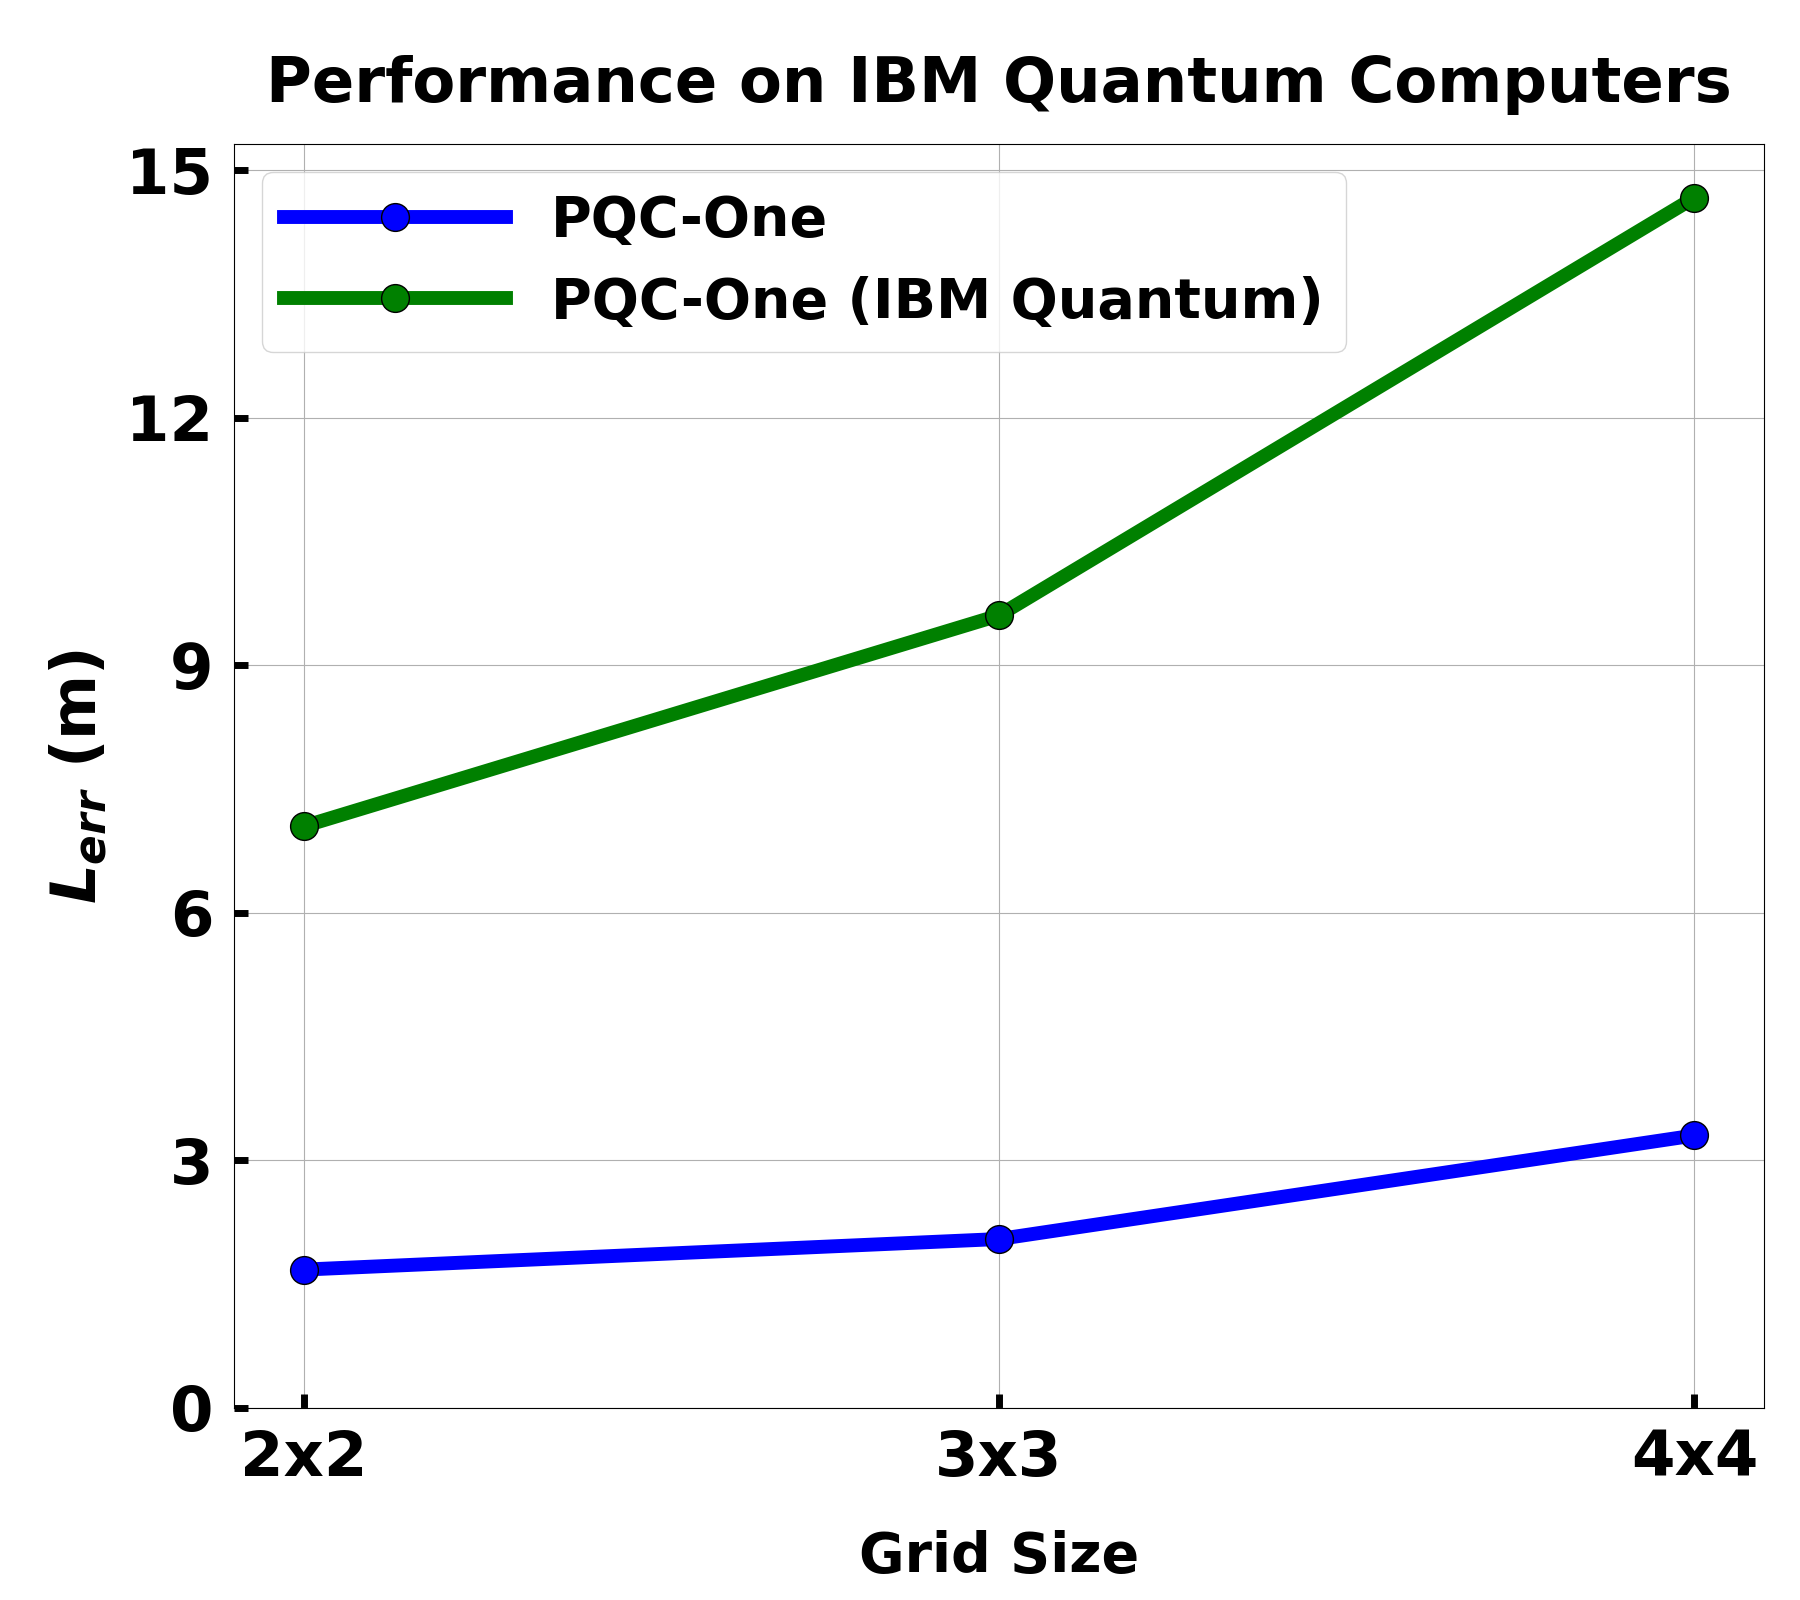 Performance on IBM Quantum Computers
15
PQC-One
PQC-One (IBM Quantum)
12
9
6
3
0
L_err (m)
2x2 3x3 4x4
Grid Size